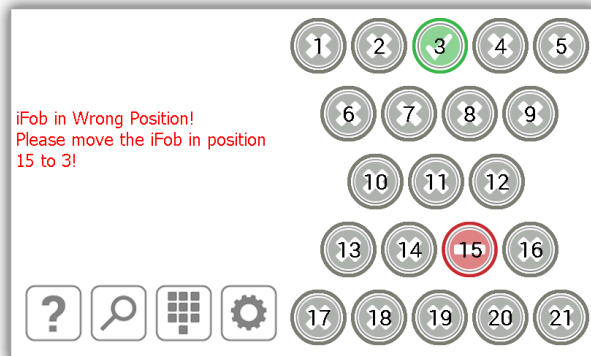 iFob in Wrong Position!
Please move the iFob in position
15 to 3!
1 2 3 4 5
6 7 8 9
10 11 12
13 14 15 16
?
17 18 19 20 21